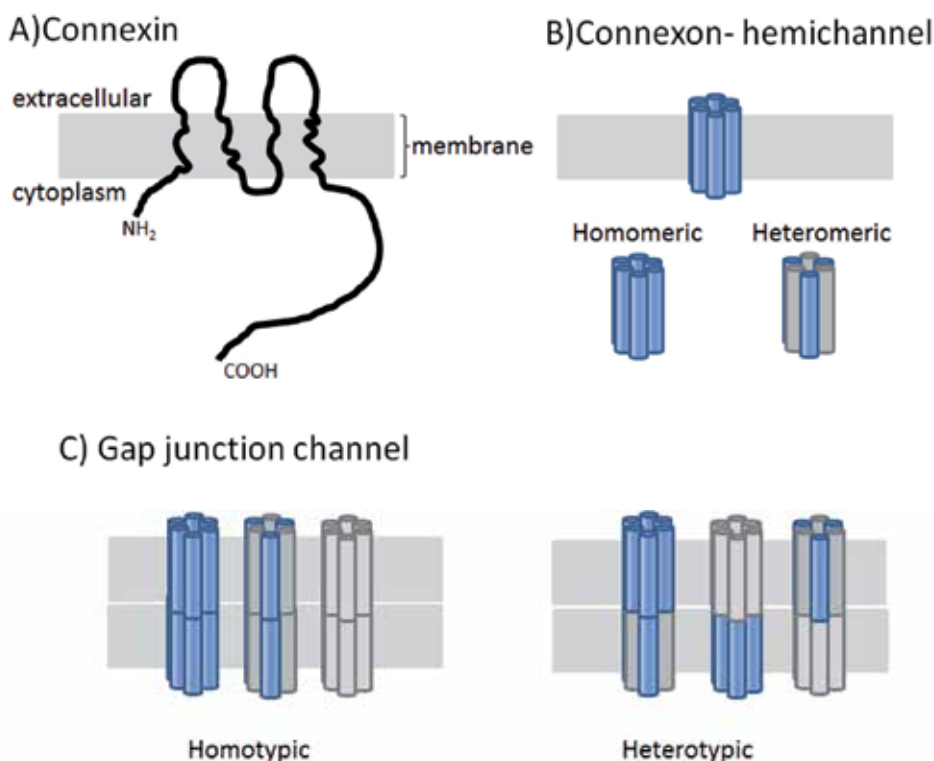 A)Connexin
extracellular
membrane
cytoplasm
NH2
COOH
B)Connexon- hemichannel
Homomeric
Heteromeric
C) Gap junction channel
Homotypic
Heterotypic